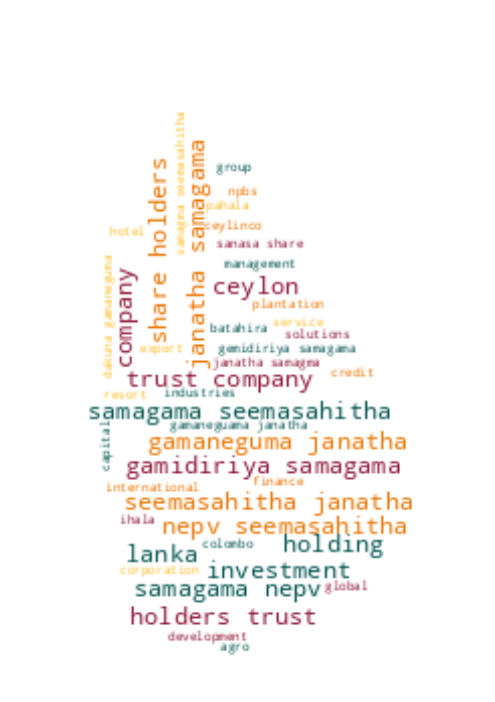 samagma seemasahitha
janatha samagama
share holders
group
npbs
pahala
ceylinco
hotel
sanasa share
dakuna gamaneguma
management
company
ceylon
plantation
service
batahira
solutions
export
gemidiriya samagama
janatha samagma
trust company
credit
resort
industries
samagama seemasahitha
gamaneguama janatha
capital
gamaneguma janatha
gamidiriya samagama
finance
international
seemasahitha janatha
ihala
nepv seemasahitha
colombo
holding
lanka
corporation
investment
samagama nepv
global
holders trust
development
agro